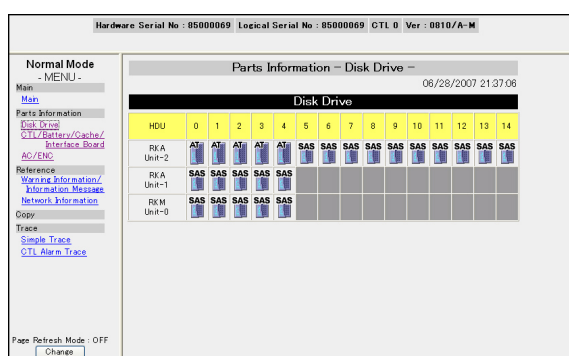 Hardware Serial No : 85000069 Logical Serial No : 85000069 CTL 0 Ver : 0810/A-M
Normal Mode
- MENU -
Main
Main
Parts Information
Disk Drive
CTL/Battery/Cache/
Interface Board
AC/ENC
Reference
Warning Information/
Information Message
Network Information
Copy
Trace
Simple Trace
CTL Alarm Trace
Page Refresh Mode : OFF
Change
Parts Information - Disk Drive -
06/28/2007 21:37:06
Disk Drive
HDU 0 1 2 3 4 5 6 7 8 9 10 11 12 13 14
AT AT AT AT AT SAS SAS SAS SAS SAS SAS SAS SAS SAS SAS
RKA
Unit-2
SAS SAS SAS SAS SAS
RKA
Unit-1
SAS SAS SAS SAS SAS
RKM
Unit-0